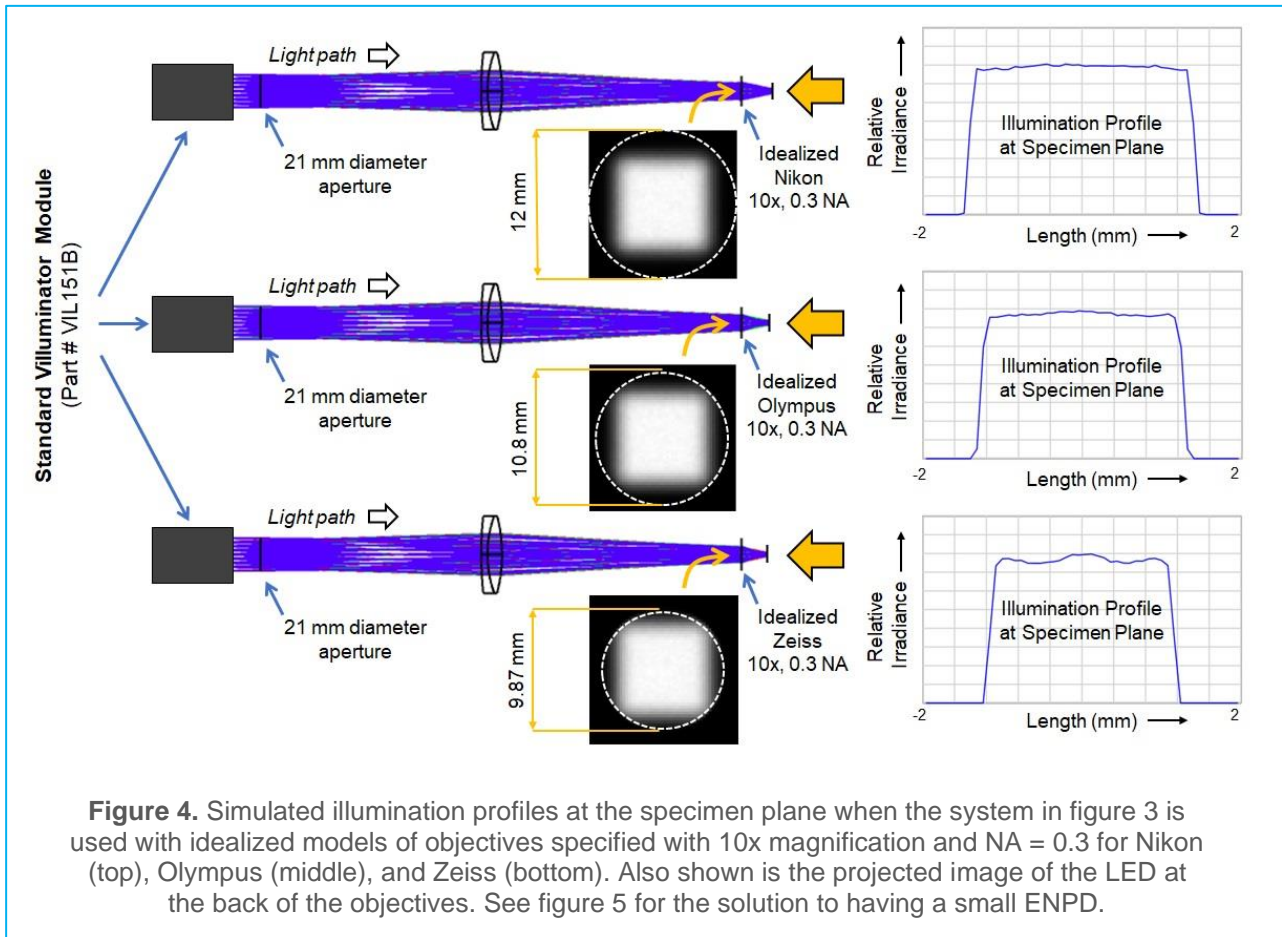 Standard Villuminator Module
(Part # VIL151B)
Light path
21 mm diameter
aperture
12 mm
Idealized
Nikon
10x, 0.3 NA
Relative
Irradiance
Illumination Profile
at Specimen Plane
-2
Length (mm)
2
Light path
21 mm diameter
aperture
10.8 mm
Idealized
Olympus
10x, 0.3 NA
Relative
Irradiance
Illumination Profile
at Specimen Plane
-2
Length (mm)
2
Light path
21 mm diameter
aperture
9.87 mm
Idealized
Zeiss
10x, 0.3 NA
Relative
Irradiance
Illumination Profile
at Specimen Plane
-2
Length (mm)
2
Figure 4. Simulated illumination profiles at the specimen plane when the system in figure 3 is
used with idealized models of objectives specified with 10x magnification and NA = 0.3 for Nikon
(top), Olympus (middle), and Zeiss (bottom). Also shown is the projected image of the LED at
the back of the objectives. See figure 5 for the solution to having a small ENPD.